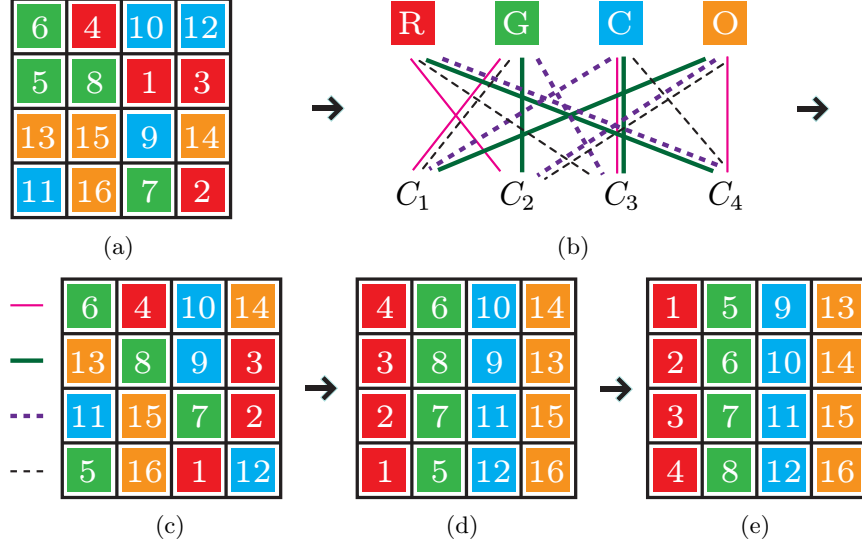 6 4 10 12
5 8 1 3
13 15 9 14
11 16 7 2
(a)
R G C O
C₁ C₂ C₃ C₄
(b)
6 4 10 14
13 8 9 3
11 15 7 2
5 16 1 12
(c)
4 6 10 14
3 8 9 13
2 7 11 15
1 5 12 16
(d)
1 5 9 13
2 6 10 14
3 7 11 15
4 8 12 16
(e)